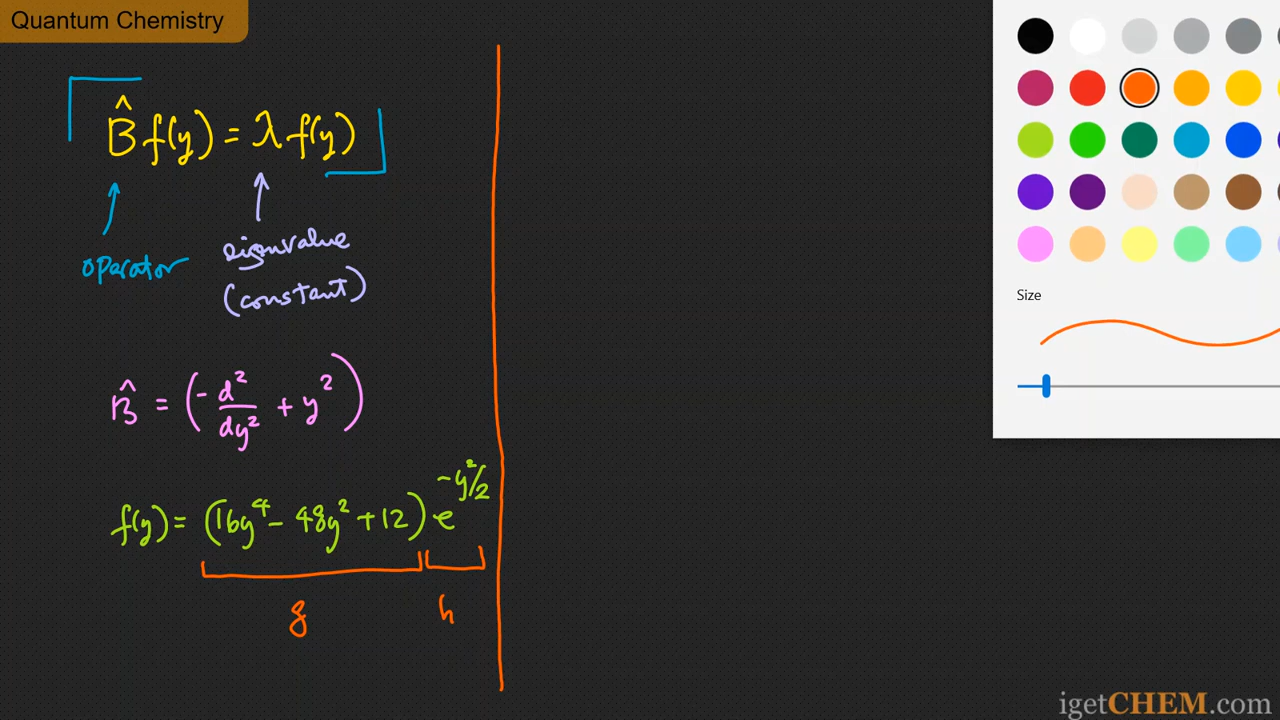 Quantum Chemistry
B̂ f(y) = λ f(y)
operator
eigenvalue
(constant)
B̂ = (-d²/dy² + y²)
f(y) = (16y⁴ - 48y² + 12) e^(-y²/2)
g h
Size
igetCHEM.com